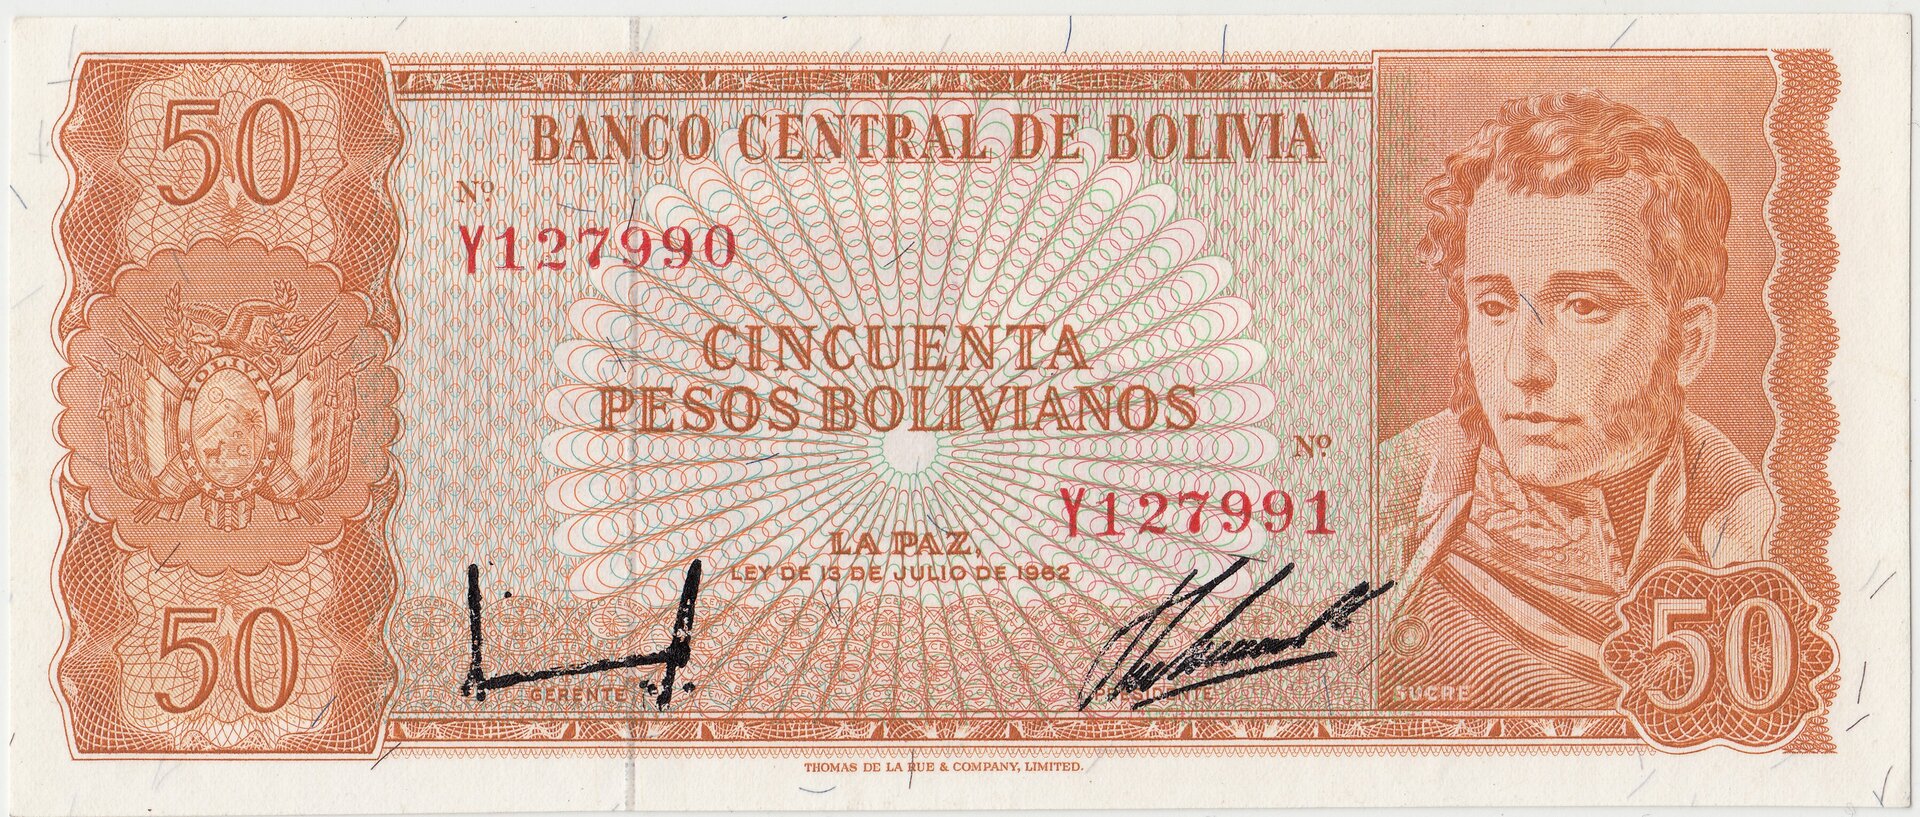 50
BANCO CENTRAL DE BOLIVIA
Nº
Y127990
BOLIVIA
CINCUENTA
PESOS BOLIVIANOS
Nº
Y127991
LA PAZ,
LEY DE 13 DE JULIO DE 1962
50
GERENTE
PRESIDENTE
SUCRE
50
THOMAS DE LA RUE & COMPANY, LIMITED.